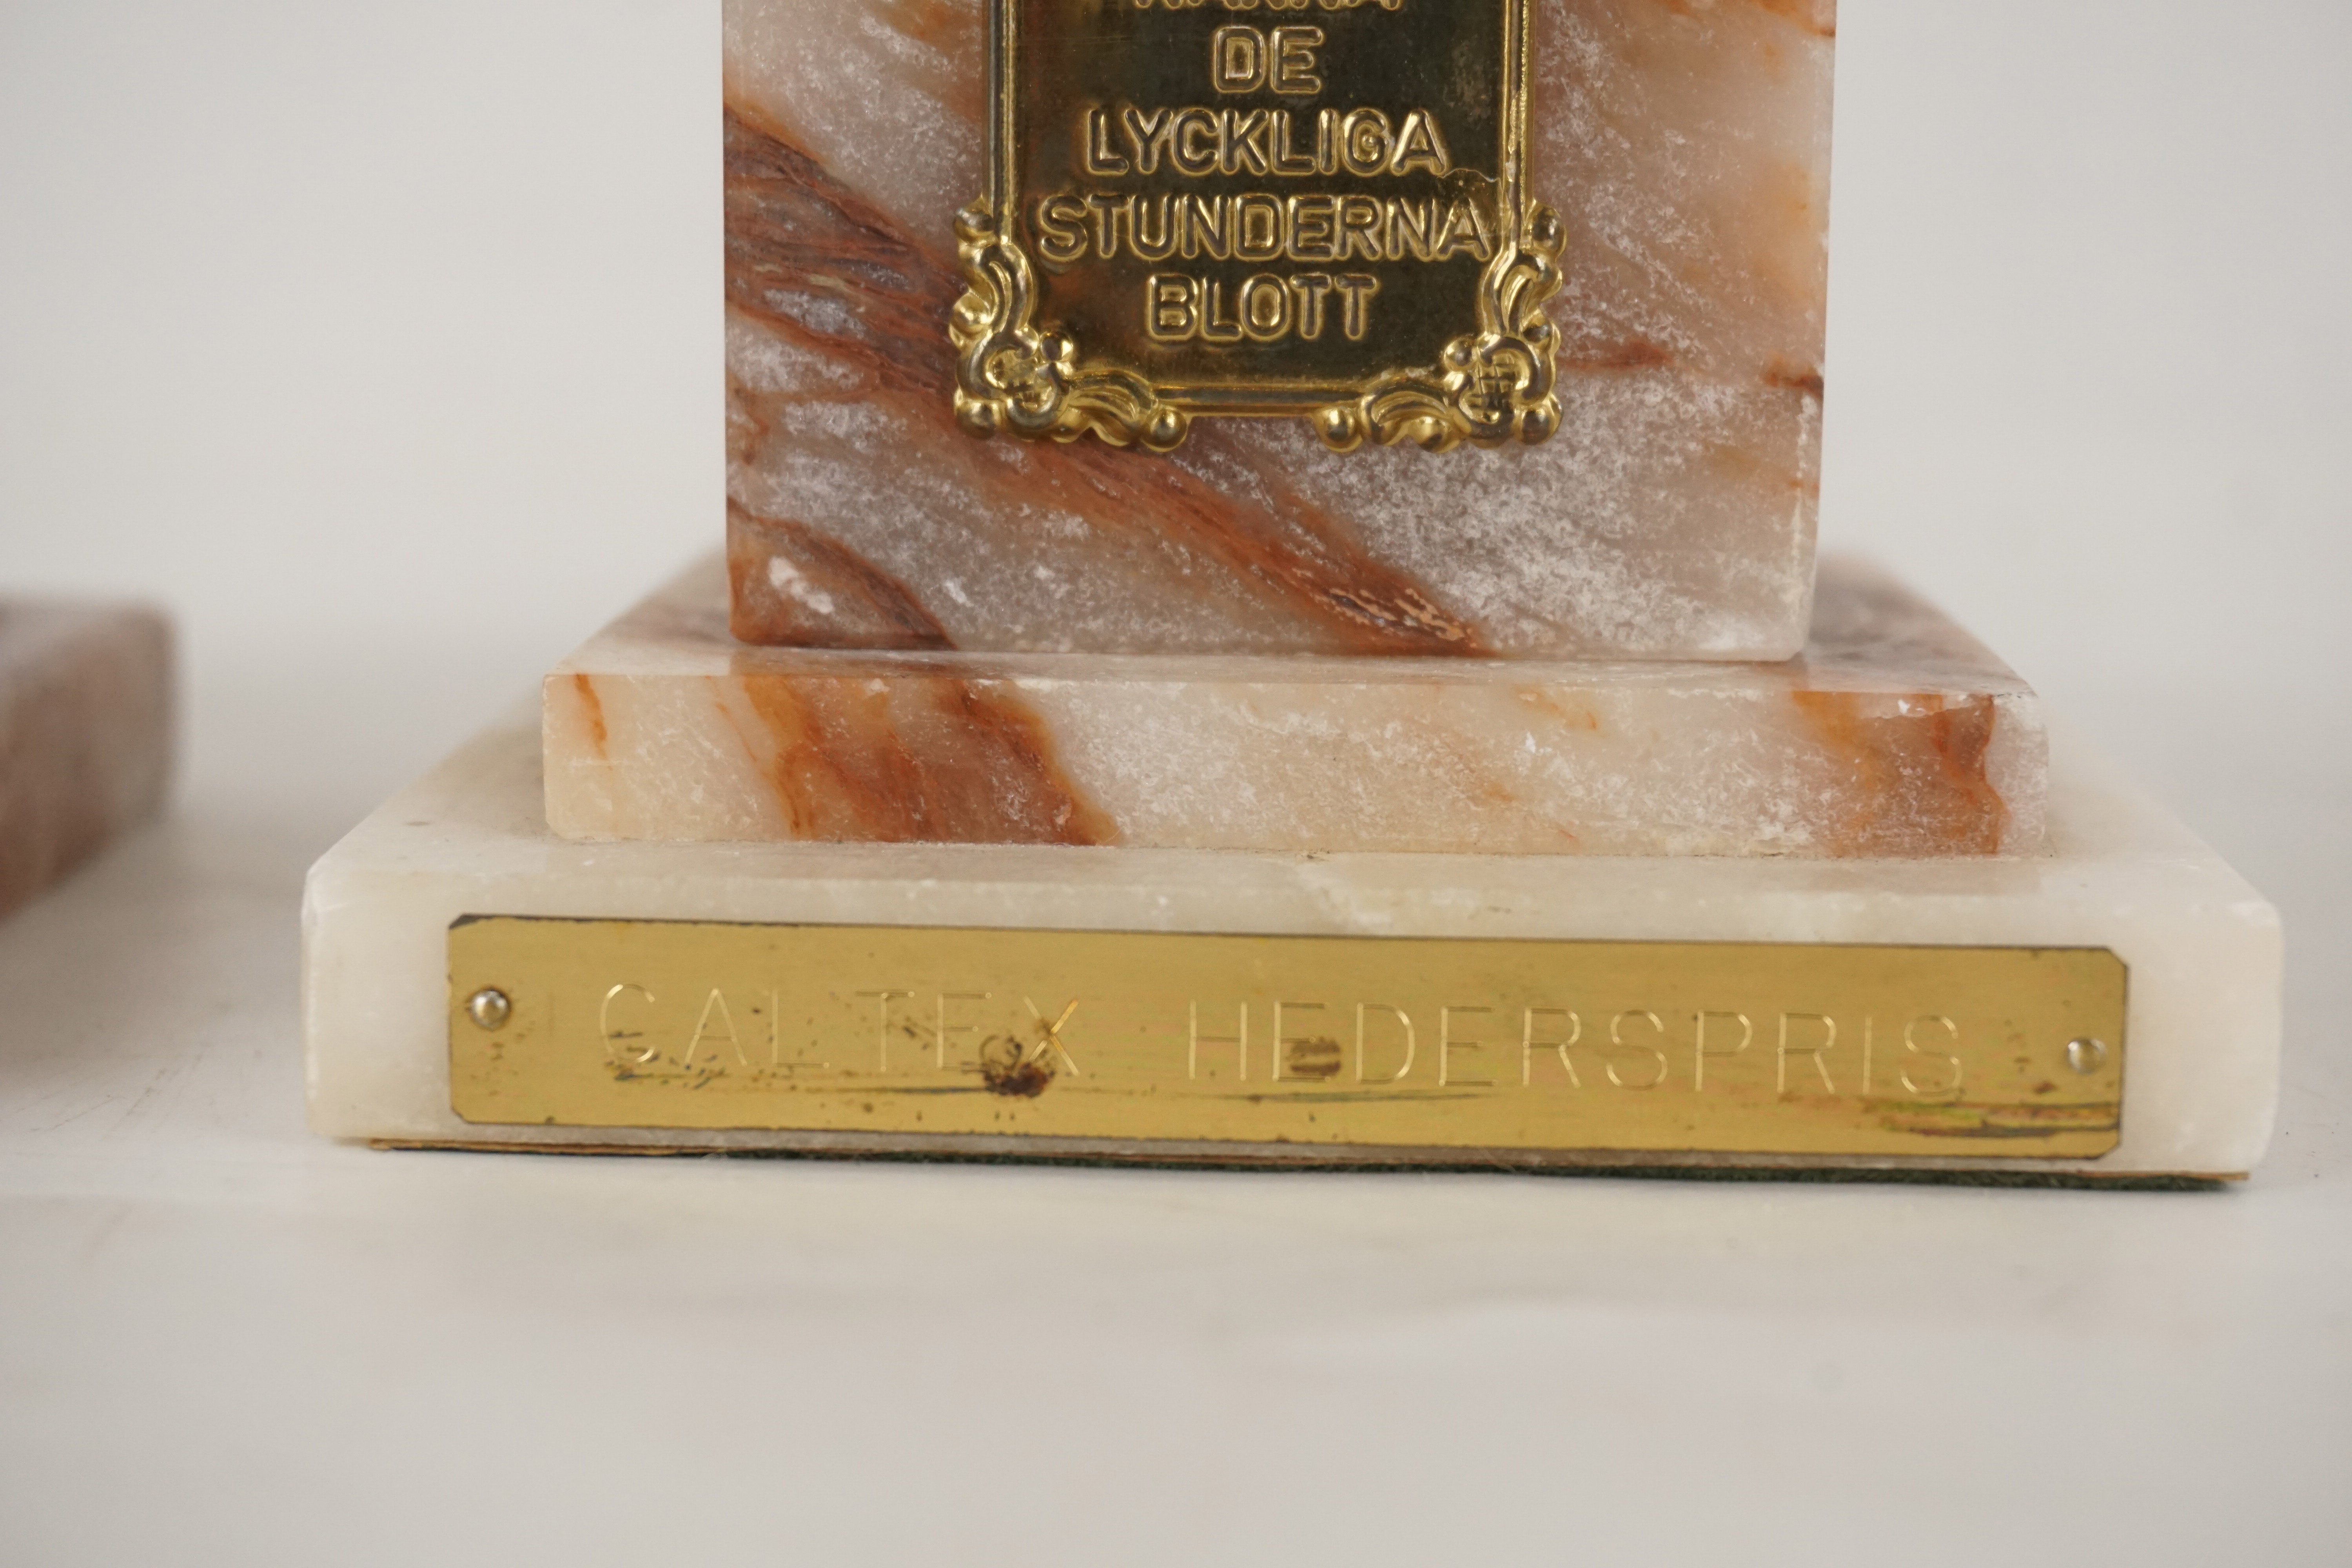 DE
LYCKLIGA
STUNDERNA
BLOTT
CALTEX HEDERSPRIS